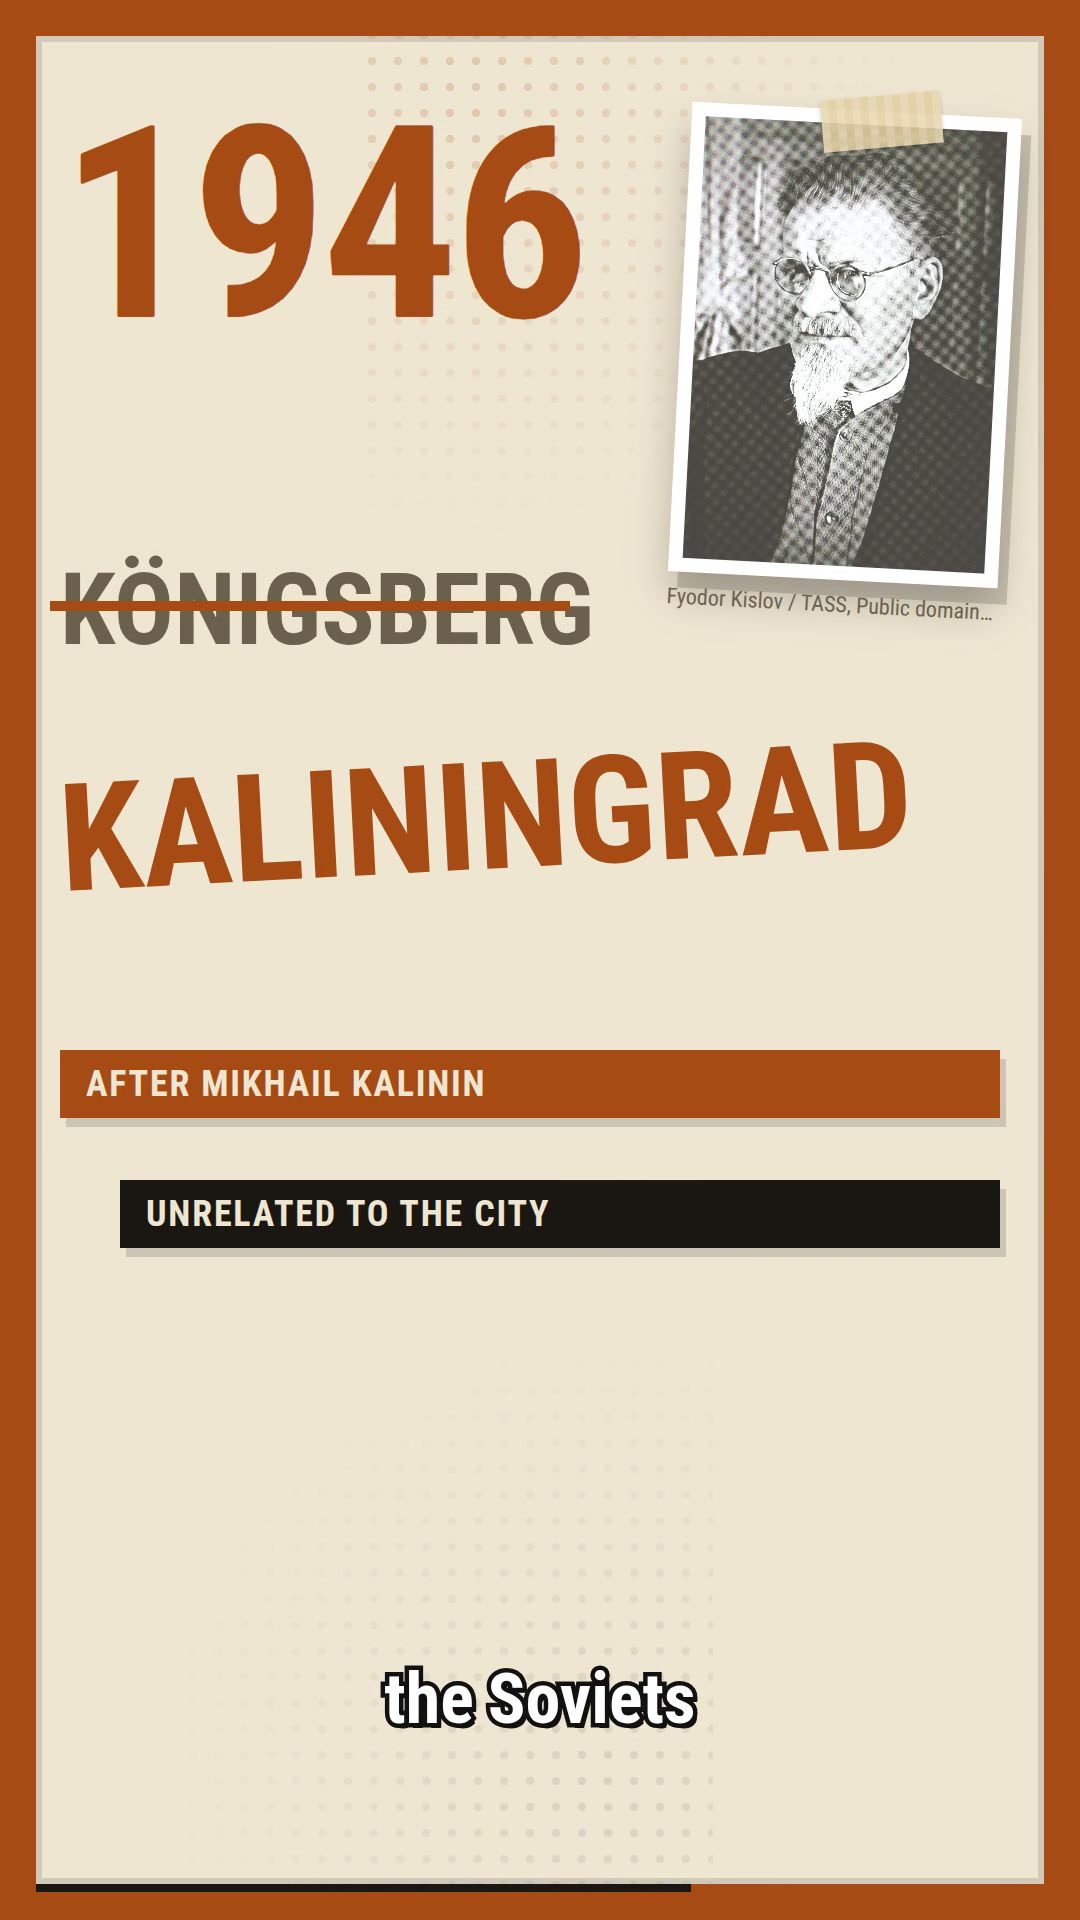 1946
Fyodor Kislov / TASS, Public domain...
KÖNIGSBERG
KALININGRAD
AFTER MIKHAIL KALININ
UNRELATED TO THE CITY
the Soviets